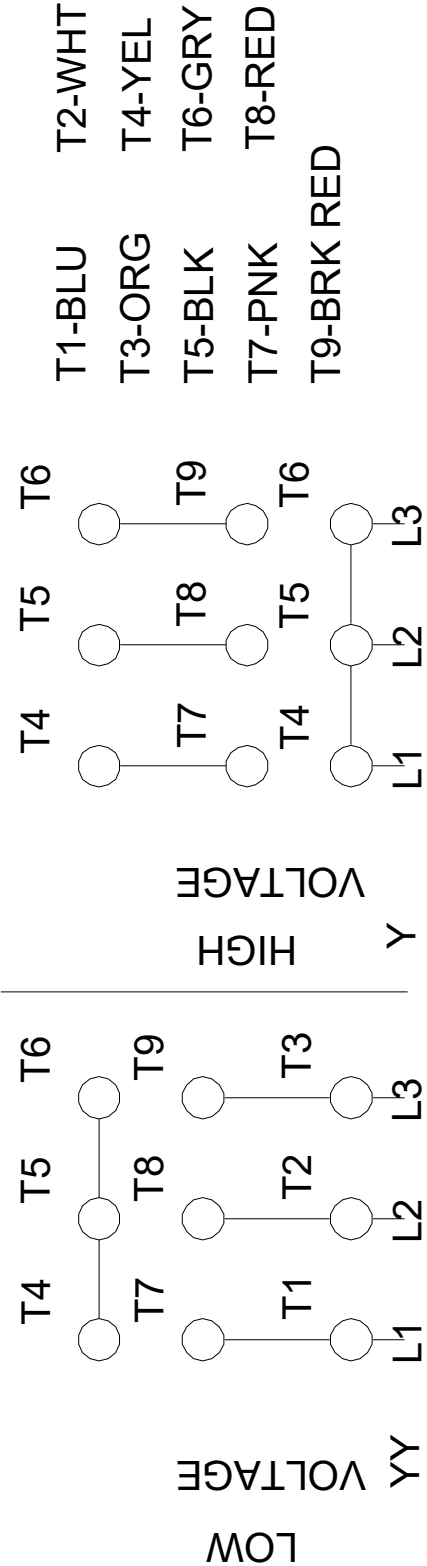 LOW
VOLTAGE
YY
T4 T5 T6
T7 T8 T9
T1 T2 T3
L1 L2 L3
HIGH
VOLTAGE
Y
T4 T5 T6
T7 T8 T9
T4 T5 T6
L1 L2 L3
T1-BLU T2-WHT
T3-ORG T4-YEL
T5-BLK T6-GRY
T7-PNK T8-RED
T9-BRK RED